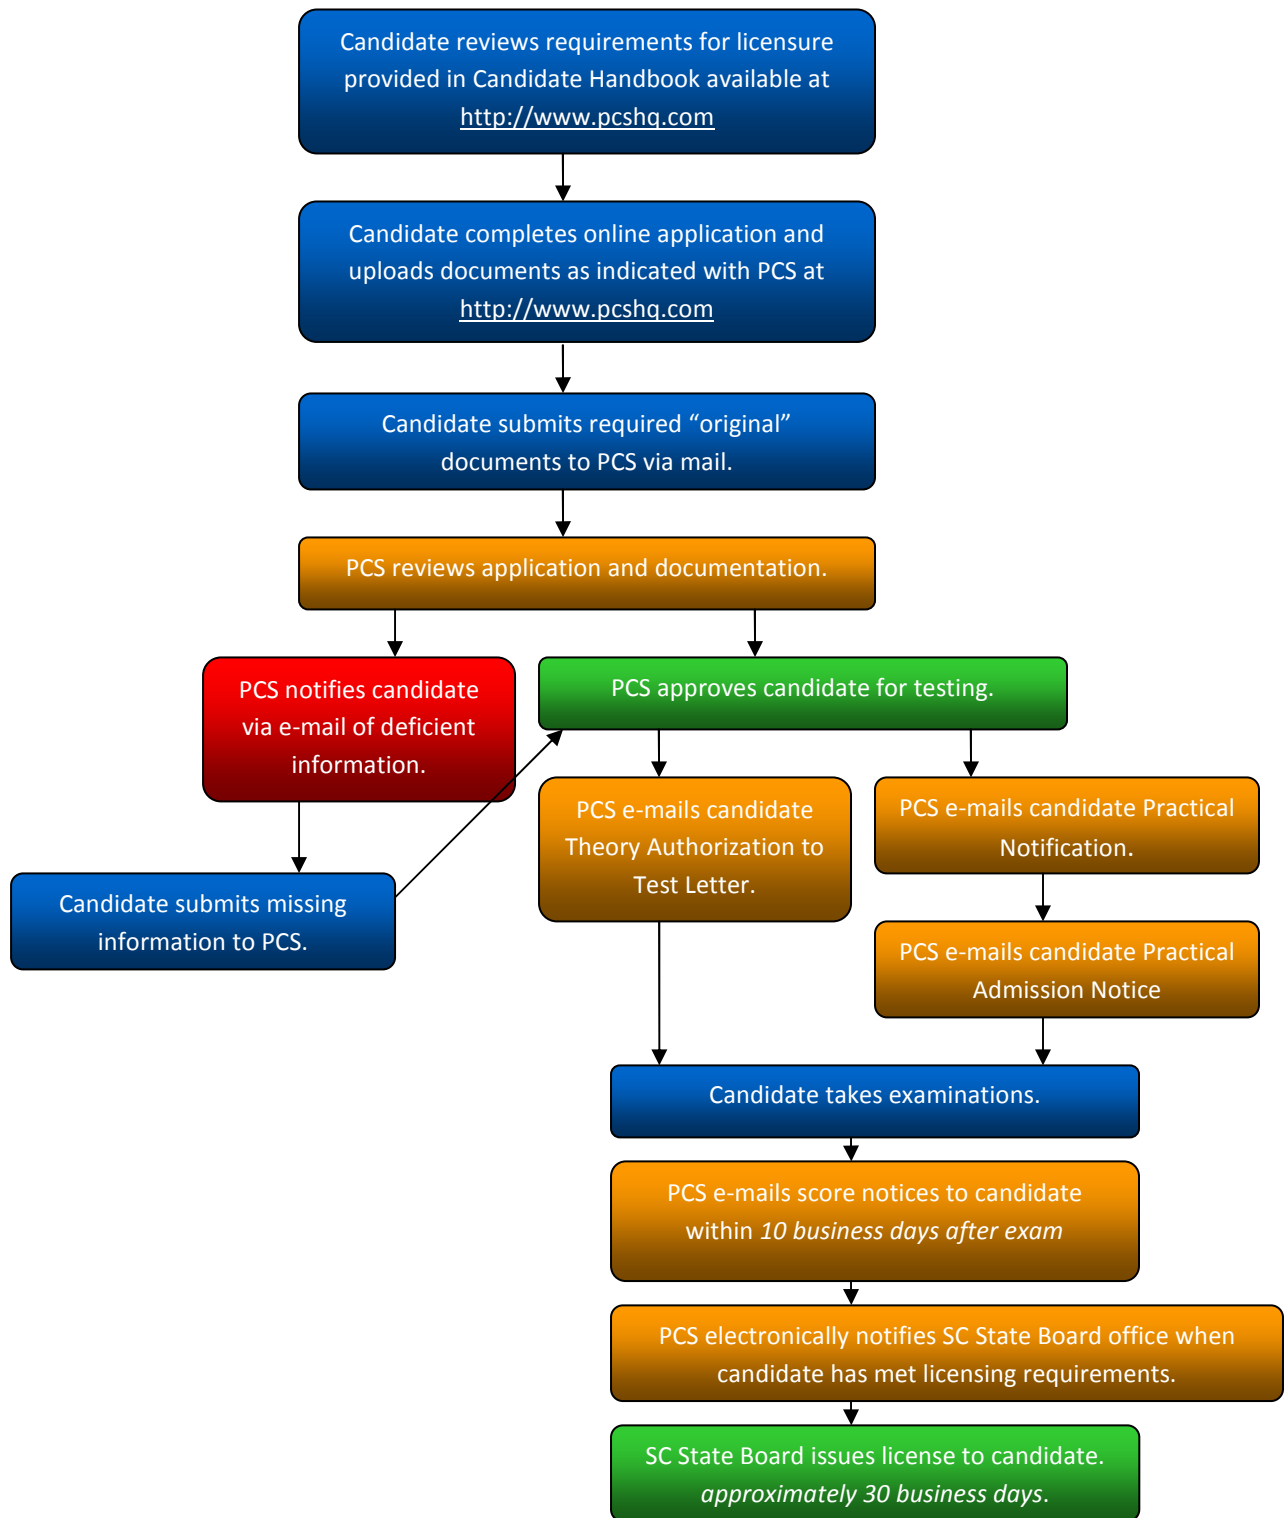 Candidate reviews requirements for licensure
provided in Candidate Handbook available at
http://www.pcshq.com
Candidate completes online application and
uploads documents as indicated with PCS at
http://www.pcshq.com
Candidate submits required “original”
documents to PCS via mail.
PCS reviews application and documentation.
PCS notifies candidate
via e-mail of deficient
information.
PCS approves candidate for testing.
Candidate submits missing
information to PCS.
PCS e-mails candidate
Theory Authorization to
Test Letter.
PCS e-mails candidate Practical
Notification.
PCS e-mails candidate Practical
Admission Notice
Candidate takes examinations.
PCS e-mails score notices to candidate
within 10 business days after exam
PCS electronically notifies SC State Board office when
candidate has met licensing requirements.
SC State Board issues license to candidate.
approximately 30 business days.